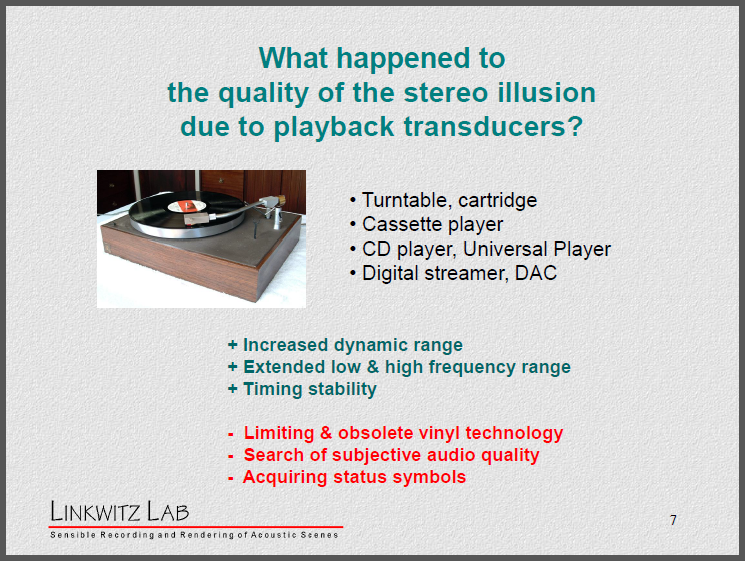 What happened to
the quality of the stereo illusion
due to playback transducers?
• Turntable, cartridge
• Cassette player
• CD player, Universal Player
• Digital streamer, DAC
+ Increased dynamic range
+ Extended low & high frequency range
+ Timing stability
- Limiting & obsolete vinyl technology
- Search of subjective audio quality
- Acquiring status symbols
LINKWITZ LAB
Sensible Recording and Rendering of Acoustic Scenes
7